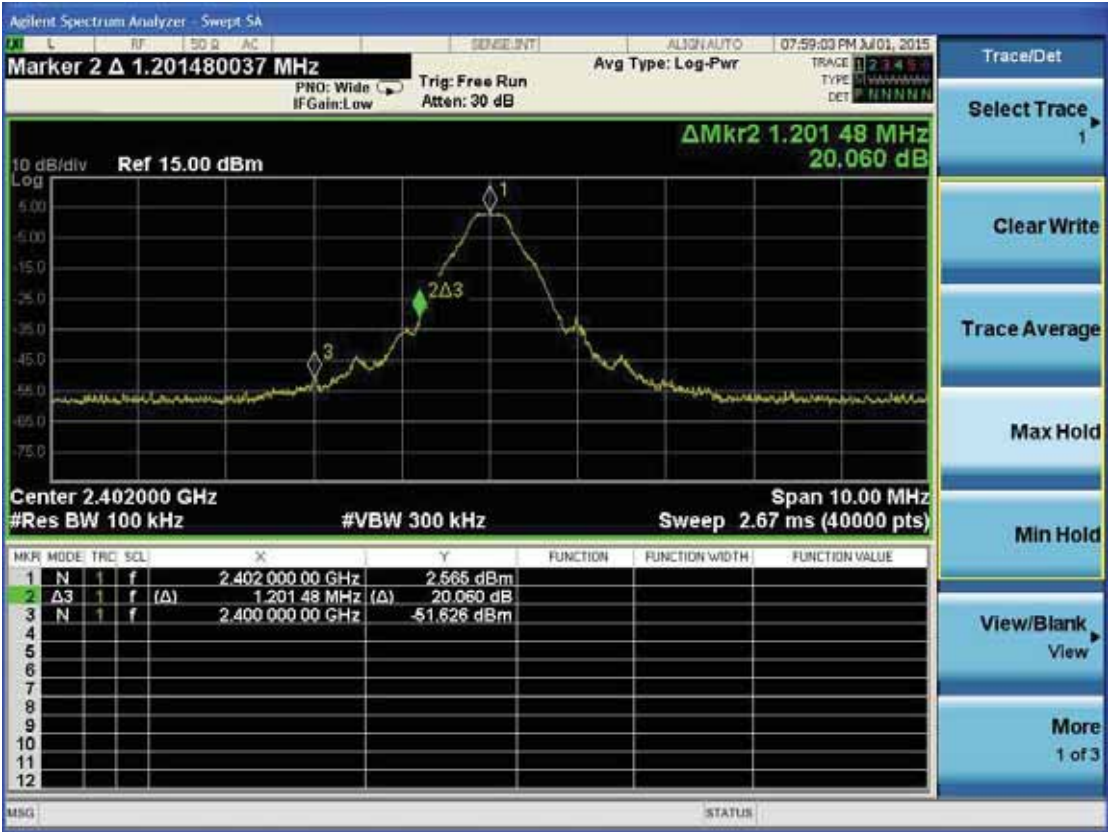 Agilent Spectrum Analyzer - Swept SA
L RF 50 Ω AC SENSE:INT ALIGN AUTO 07:59:03 PM Jul 01, 2015
Marker 2 Δ 1.201480037 MHz
PNO: Wide
IFGain:Low
Trig: Free Run
Atten: 30 dB
Avg Type: Log-Pwr
TRACE 1 2 3 4 5 6
TYPE
DET P N N N N N
Trace/Det
Select Trace
1
Clear Write
Trace Average
Max Hold
Min Hold
View/Blank
View
More
1 of 3
ΔMkr2 1.201 48 MHz
20.060 dB
10 dB/div Ref 15.00 dBm
Log
5.00
-5.00
-15.0
-25.0
-35.0
-45.0
-55.0
-65.0
-75.0
1
2Δ3
3
Center 2.402000 GHz Span 10.00 MHz
#Res BW 100 kHz #VBW 300 kHz Sweep 2.67 ms (40000 pts)
MKR MODE TRC SCL X Y FUNCTION FUNCTION WIDTH FUNCTION VALUE
1 N 1 f 2.402 000 00 GHz 2.565 dBm
2 Δ3 1 f (Δ) 1.201 48 MHz (Δ) 20.060 dB
3 N 1 f 2.400 000 00 GHz -51.626 dBm
4
5
6
7
8
9
10
11
12
MSG STATUS